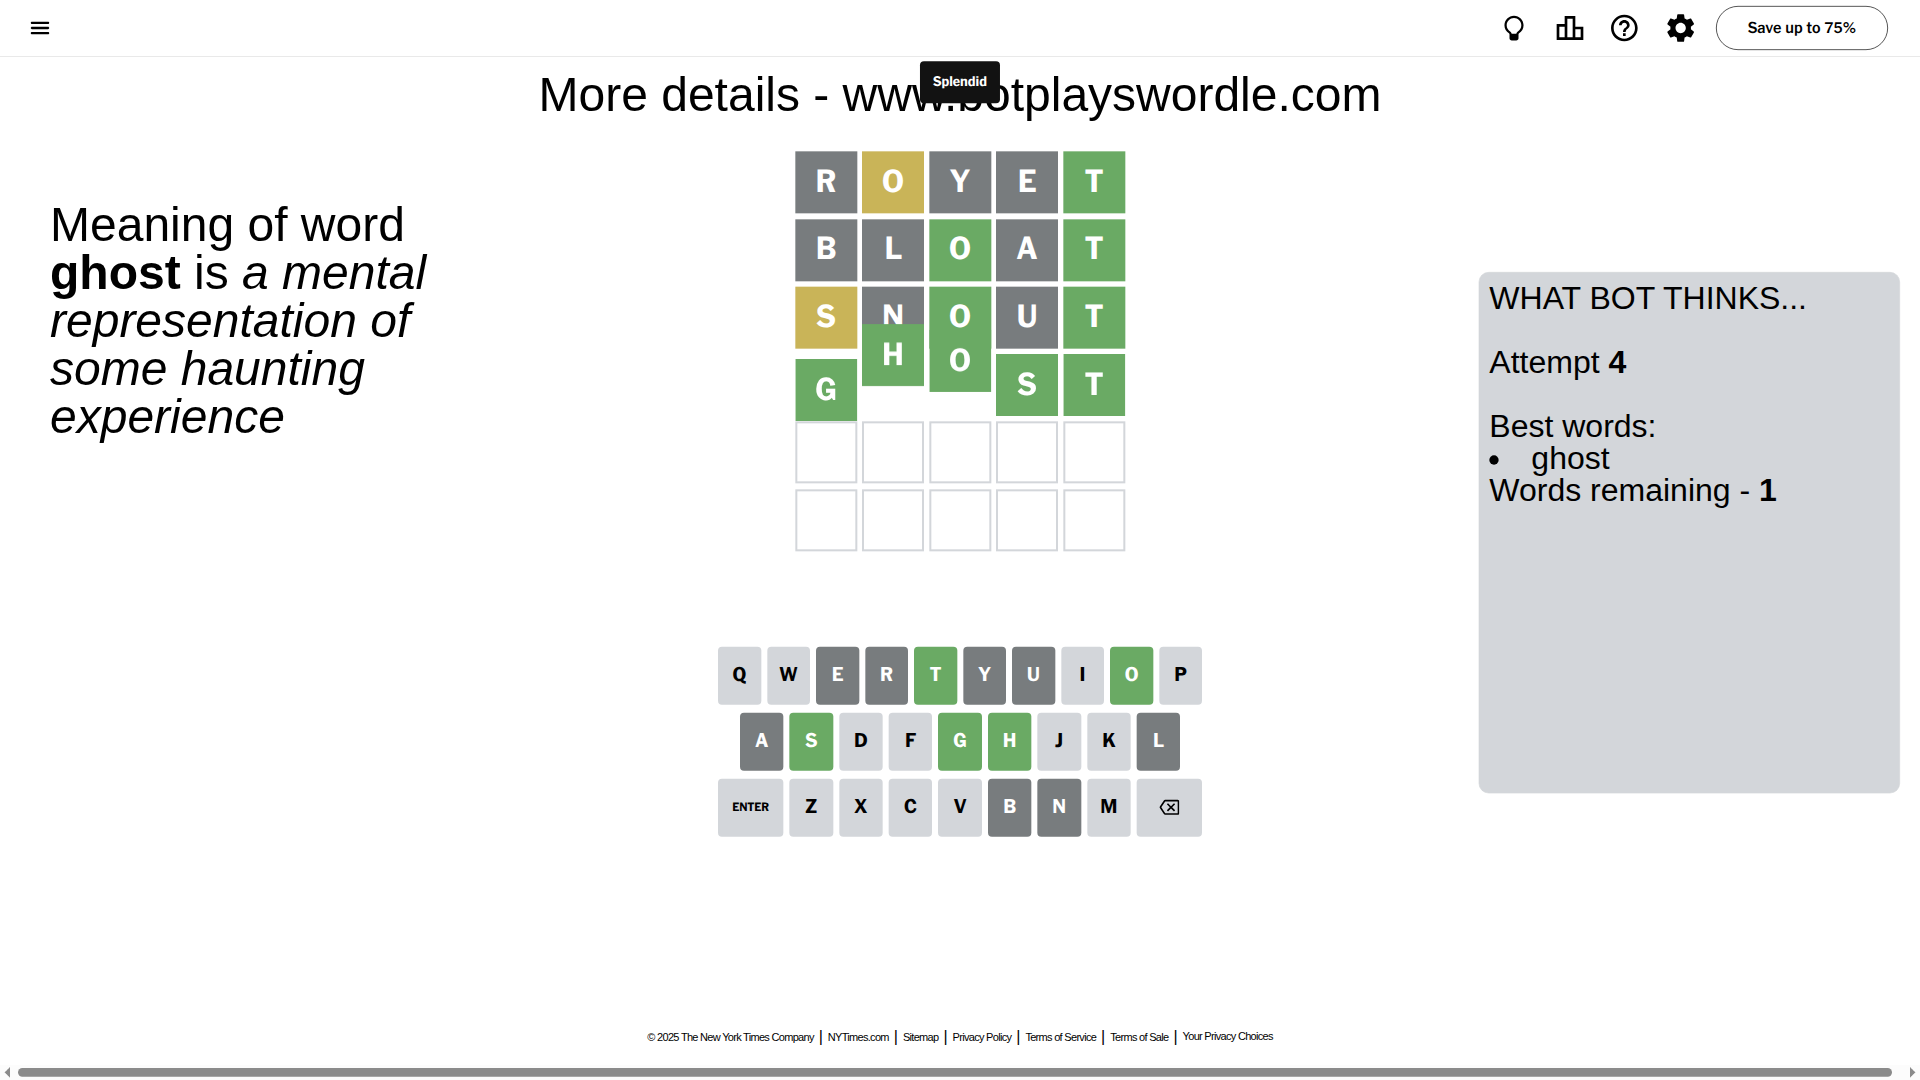 Save up to 75%
Splendid
More details - www.botplayswordle.com
Meaning of word
ghost is a mental
representation of
some haunting
experience
R O Y E T
B L O A T
S N O U T
G H O S T
WHAT BOT THINKS...
Attempt 4
Best words:
• ghost
Words remaining - 1
Q W E R T Y U I O P
A S D F G H J K L
ENTER Z X C V B N M
© 2025 The New York Times Company | NYTimes.com | Sitemap | Privacy Policy | Terms of Service | Terms of Sale | Your Privacy Choices